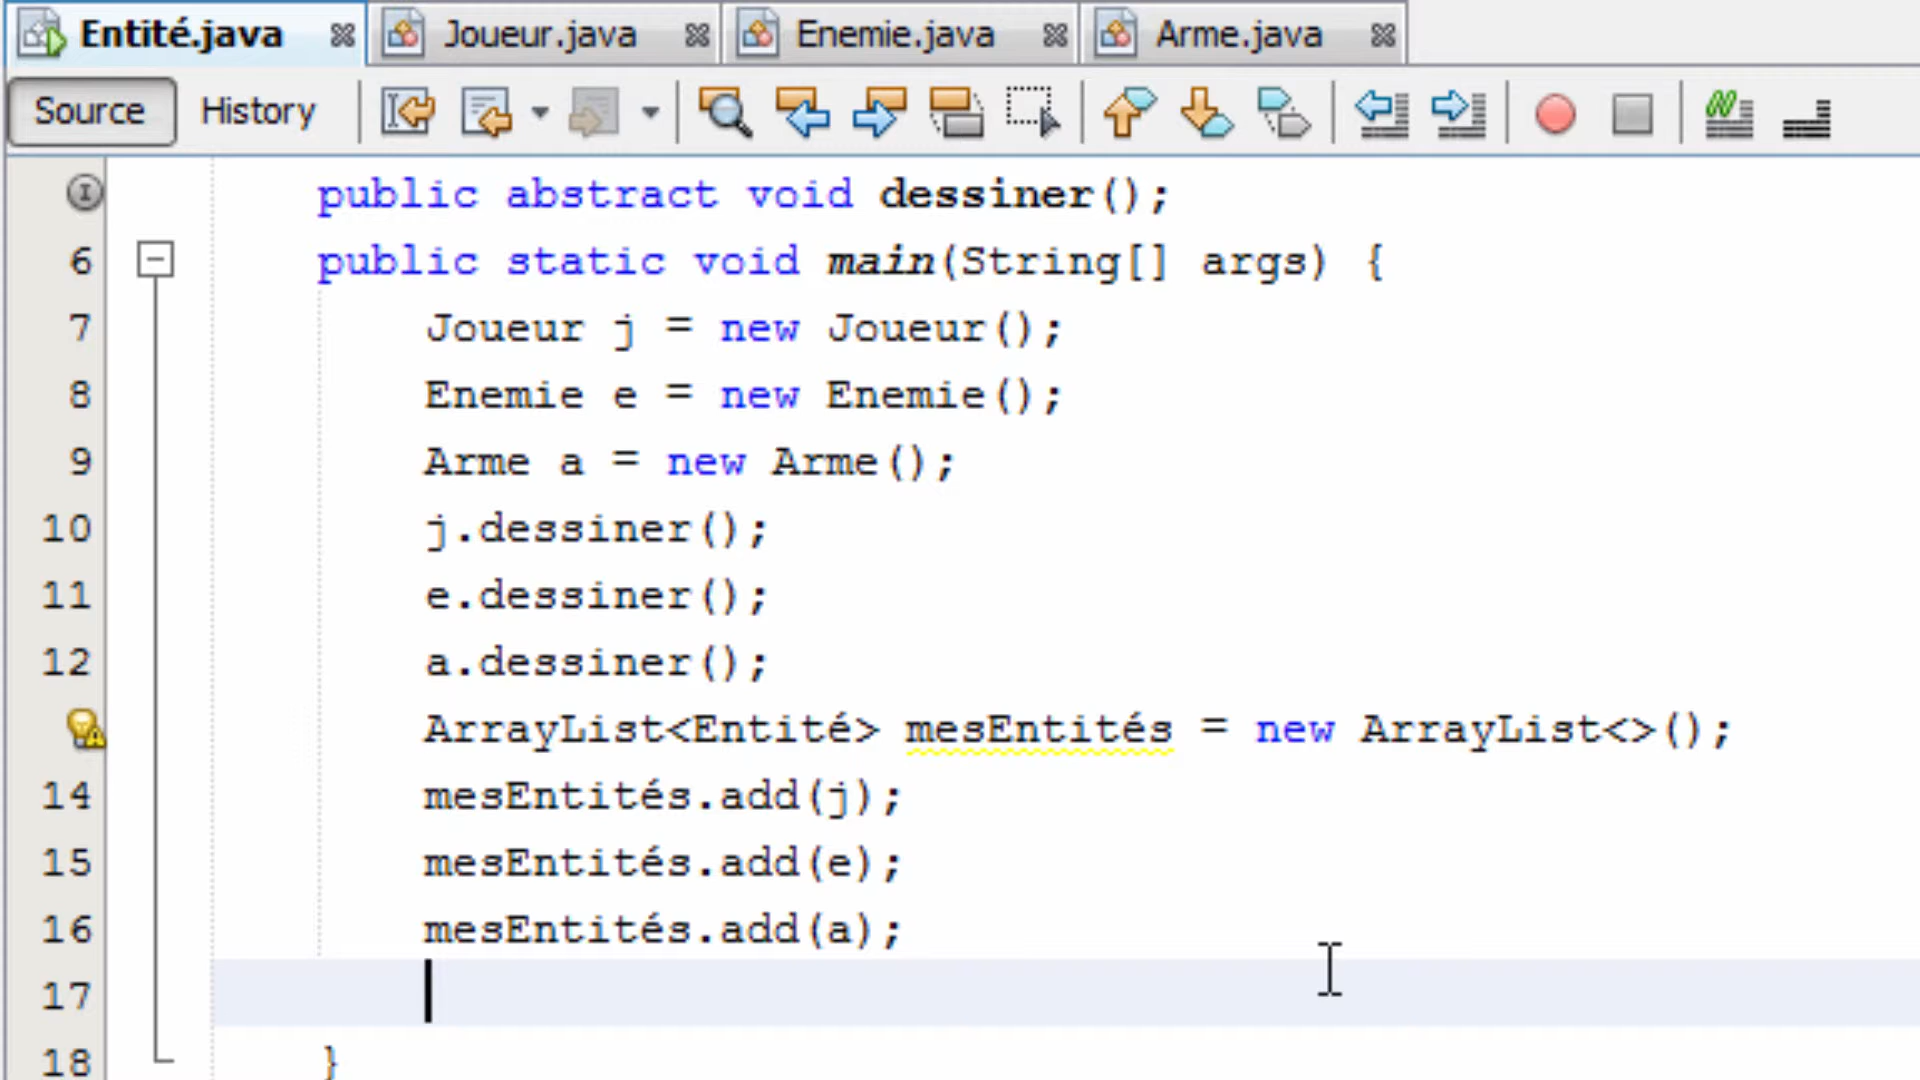 Entité.java Joueur.java Enemie.java Arme.java
Source History
public abstract void dessiner();
6 public static void main(String[] args) {
7 Joueur j = new Joueur();
8 Enemie e = new Enemie();
9 Arme a = new Arme();
10 j.dessiner();
11 e.dessiner();
12 a.dessiner();
ArrayList<Entité> mesEntités = new ArrayList<>();
14 mesEntités.add(j);
15 mesEntités.add(e);
16 mesEntités.add(a);
17
18 }